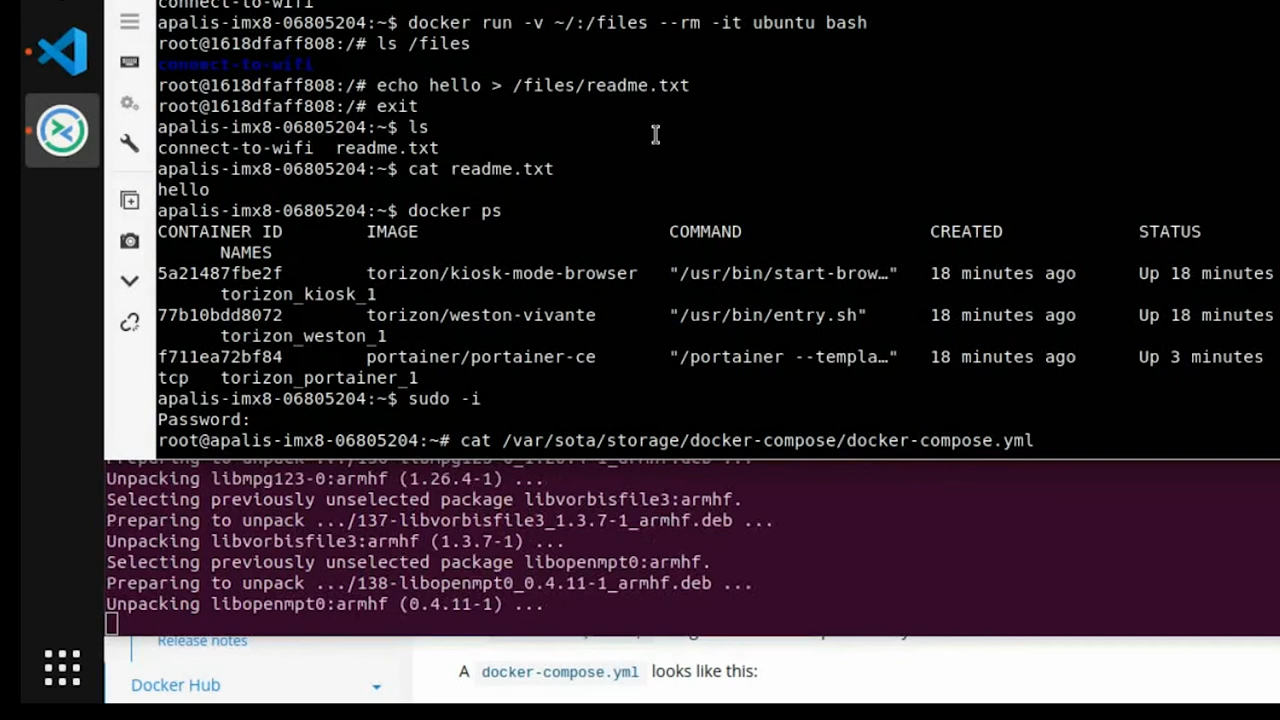 connect-to-wifi
apalis-imx8-06805204:~$ docker run -v ~/:/files --rm -it ubuntu bash
root@1618dfaff808:/# ls /files
connect-to-wifi
root@1618dfaff808:/# echo hello > /files/readme.txt
root@1618dfaff808:/# exit
apalis-imx8-06805204:~$ ls
connect-to-wifi  readme.txt
apalis-imx8-06805204:~$ cat readme.txt
hello
apalis-imx8-06805204:~$ docker ps
CONTAINER ID        IMAGE                        COMMAND                  CREATED             STATUS
      NAMES
5a21487fbe2f        torizon/kiosk-mode-browser   "/usr/bin/start-brow…"   18 minutes ago      Up 18 minutes
      torizon_kiosk_1
77b10bdd8072        torizon/weston-vivante       "/usr/bin/entry.sh"      18 minutes ago      Up 18 minutes
      torizon_weston_1
f711ea72bf84        portainer/portainer-ce       "/portainer --templa…"   18 minutes ago      Up 3 minutes
tcp   torizon_portainer_1
apalis-imx8-06805204:~$ sudo -i
Password:
root@apalis-imx8-06805204:~# cat /var/sota/storage/docker-compose/docker-compose.yml
Unpacking libmpg123-0:armhf (1.26.4-1) ...
Selecting previously unselected package libvorbisfile3:armhf.
Preparing to unpack .../137-libvorbisfile3_1.3.7-1_armhf.deb ...
Unpacking libvorbisfile3:armhf (1.3.7-1) ...
Selecting previously unselected package libopenmpt0:armhf.
Preparing to unpack .../138-libopenmpt0_0.4.11-1_armhf.deb ...
Unpacking libopenmpt0:armhf (0.4.11-1) ...
Release notes
A docker-compose.yml looks like this:
Docker Hub